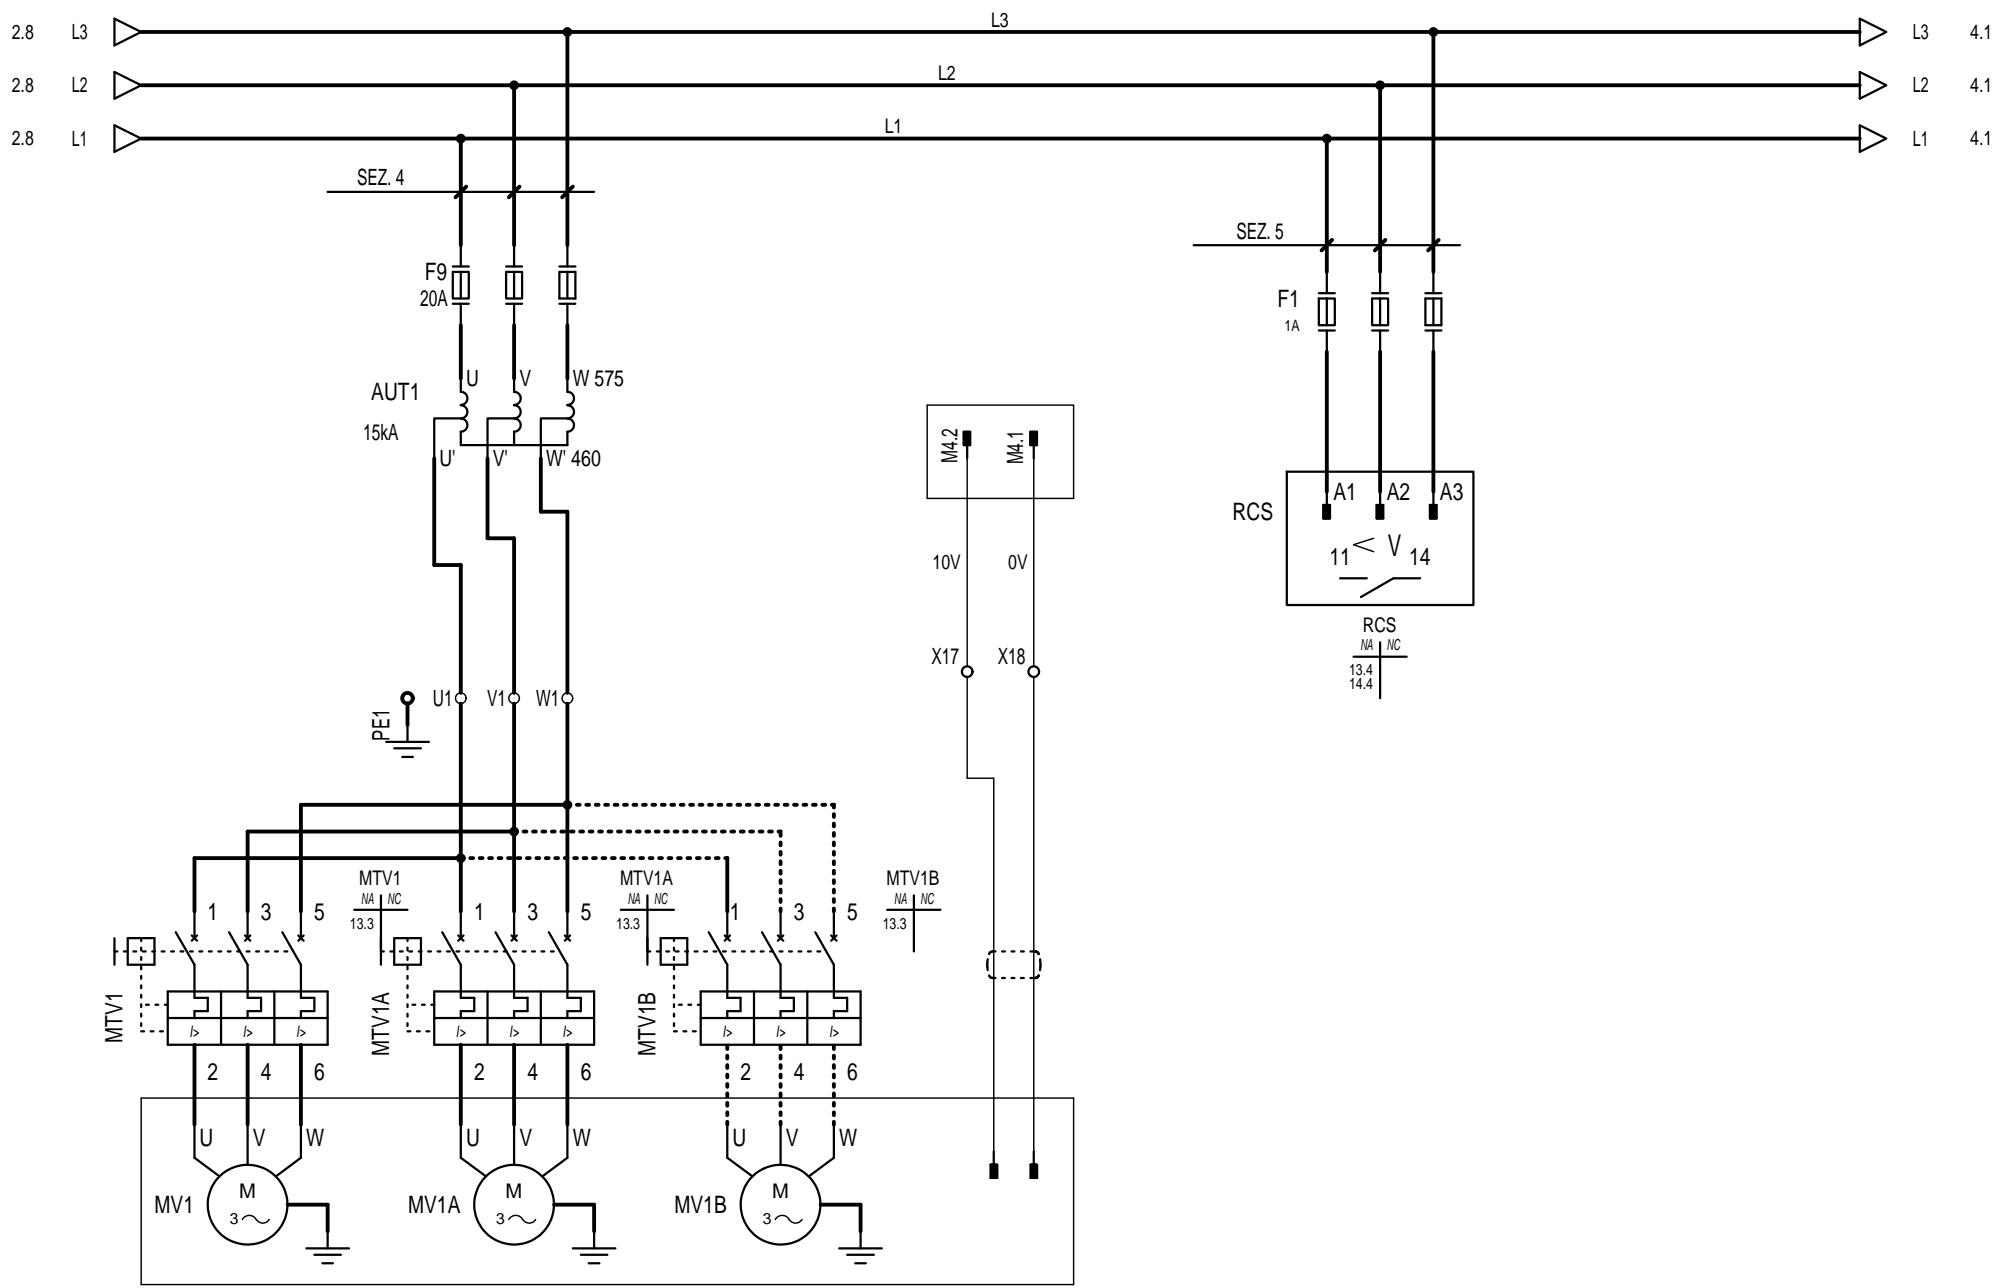 2.8 L3 L3 L3 4.1
2.8 L2 L2 L2 4.1
2.8 L1 L1 L1 4.1
SEZ. 4
SEZ. 5
F9
20A
F1
1A
U V W 575
AUT1
15kA
U' V' W' 460
M4.2 M4.1
A1 A2 A3
RCS
< V
11 14
10V 0V
RCS
NA NC
13.4
14.4
X17 X18
U1 V1 W1
PE1
MTV1
NA NC
13.3
MTV1A
NA NC
13.3
MTV1B
NA NC
13.3
1 3 5 1 3 5 1 3 5
MTV1 MTV1A MTV1B
I> I> I> I> I> I> I> I> I>
2 4 6 2 4 6 2 4 6
U V W U V W U V W
MV1 M 3 MV1A M 3 MV1B M 3